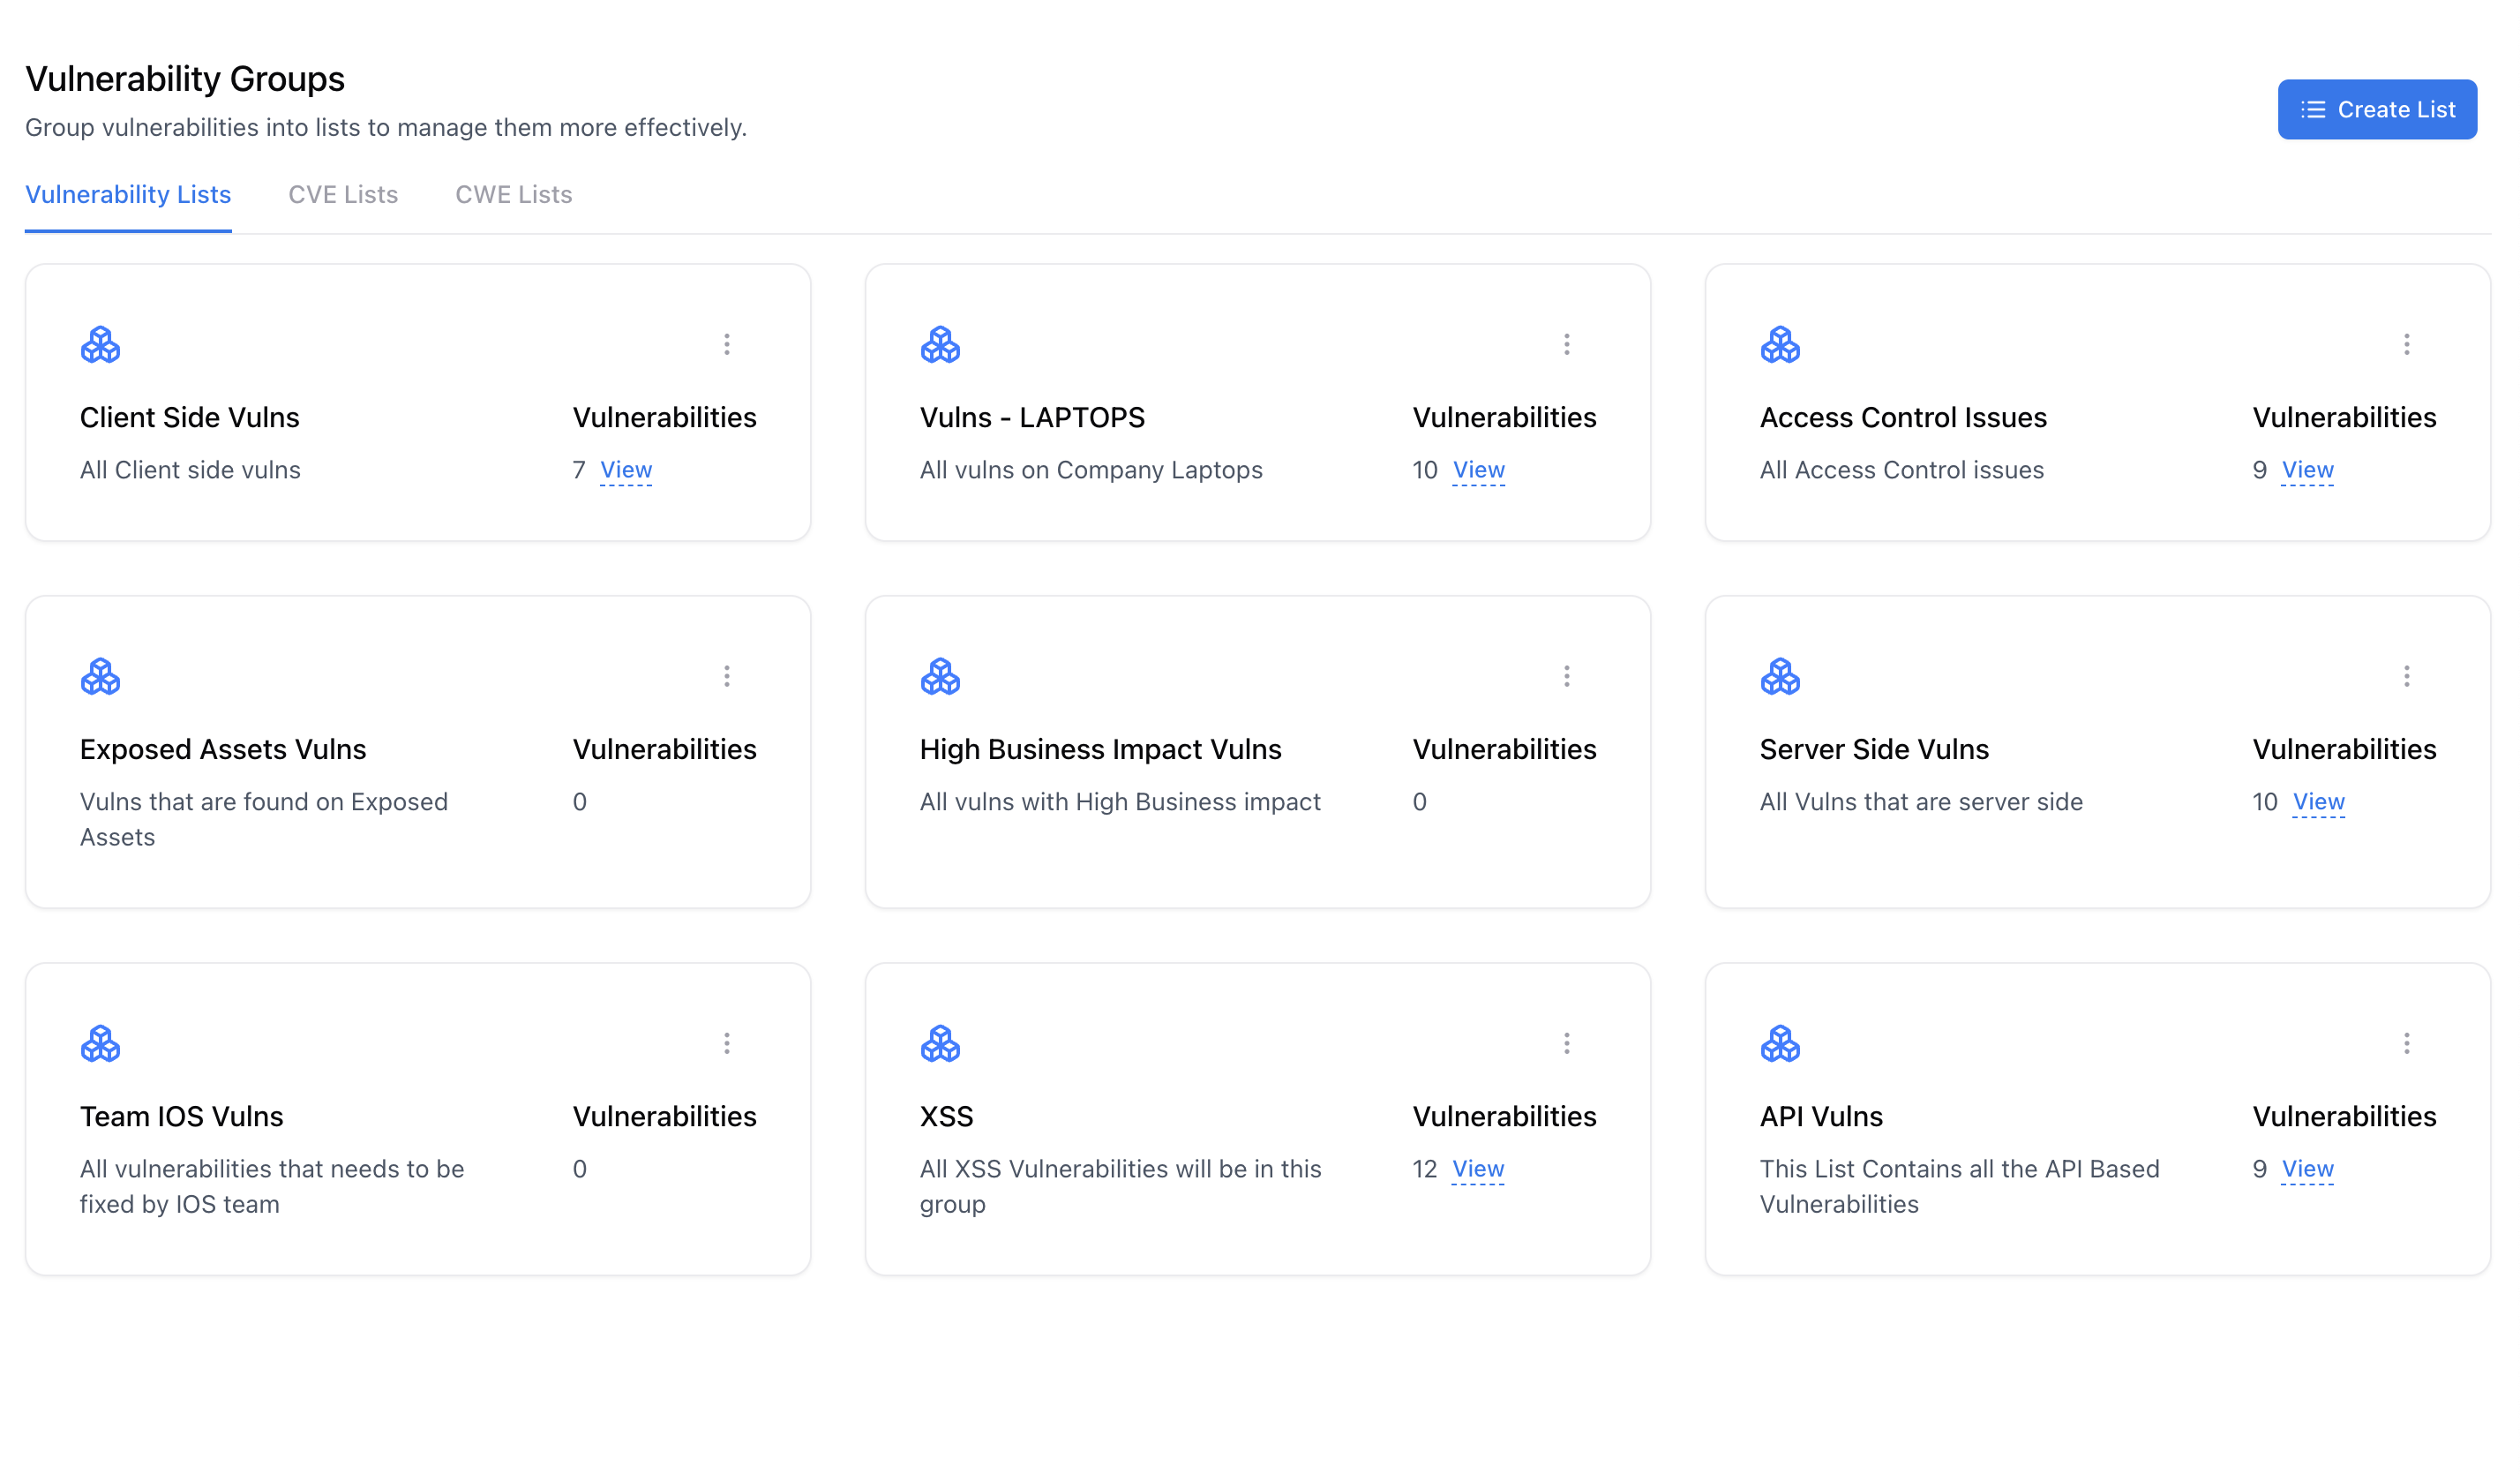 Vulnerability Groups
Group vulnerabilities into lists to manage them more effectively.
Create List
Vulnerability Lists
CVE Lists
CWE Lists
Client Side Vulns
All Client side vulns
Vulnerabilities
7 View
Vulns - LAPTOPS
All vulns on Company Laptops
Vulnerabilities
10 View
Access Control Issues
All Access Control issues
Vulnerabilities
9 View
Exposed Assets Vulns
Vulns that are found on Exposed
Assets
Vulnerabilities
0
High Business Impact Vulns
All vulns with High Business impact
Vulnerabilities
0
Server Side Vulns
All Vulns that are server side
Vulnerabilities
10 View
Team IOS Vulns
All vulnerabilities that needs to be
fixed by IOS team
Vulnerabilities
0
XSS
All XSS Vulnerabilities will be in this
group
Vulnerabilities
12 View
API Vulns
This List Contains all the API Based
Vulnerabilities
Vulnerabilities
9 View